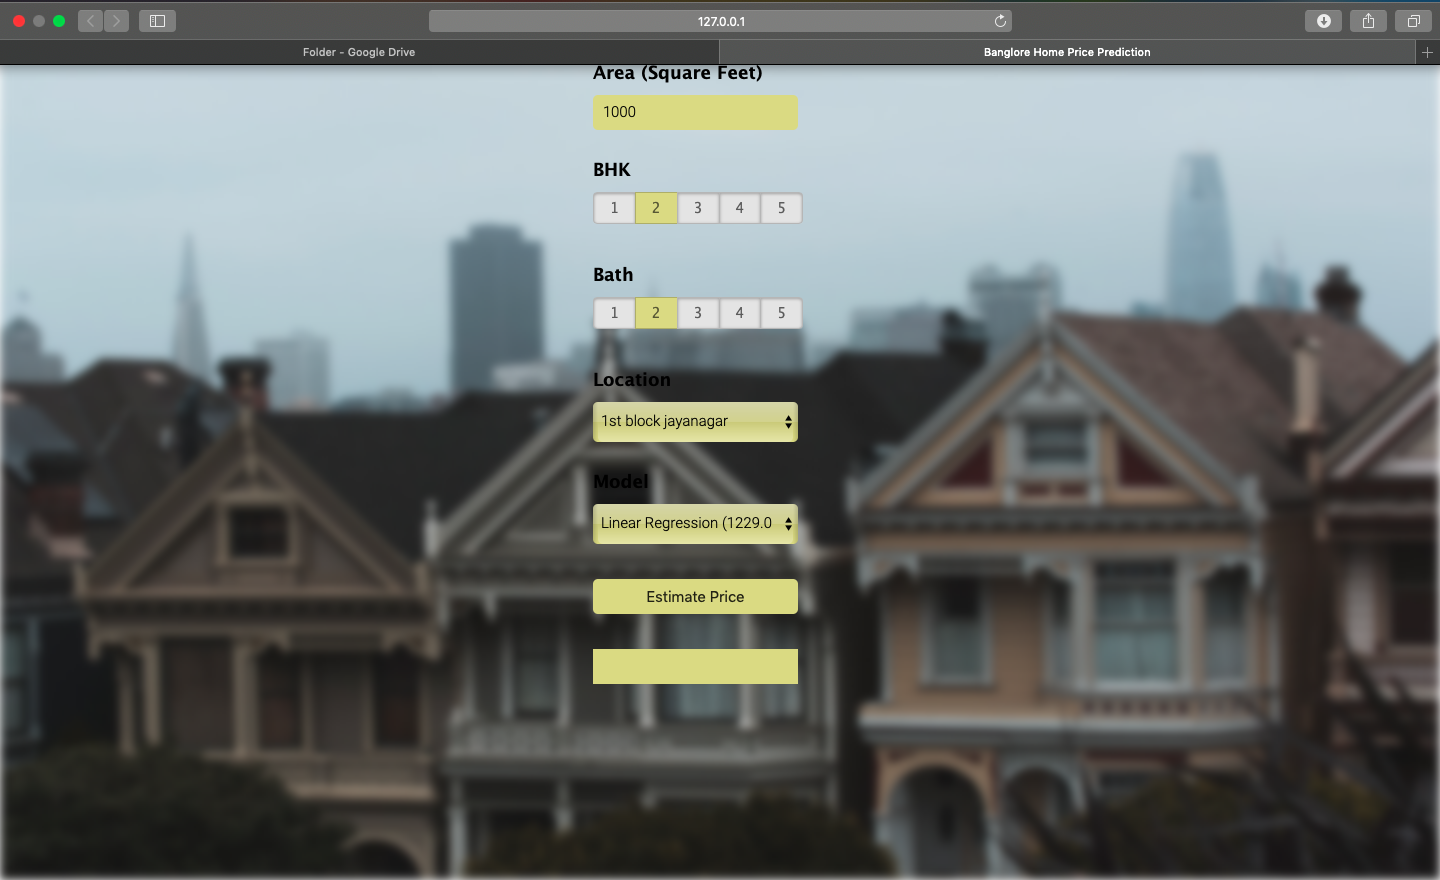 127.0.0.1
Folder - Google Drive
Banglore Home Price Prediction
Area (Square Feet)
1000
BHK
1 2 3 4 5
Bath
1 2 3 4 5
Location
1st block jayanagar
Model
Linear Regression (1229.0
Estimate Price